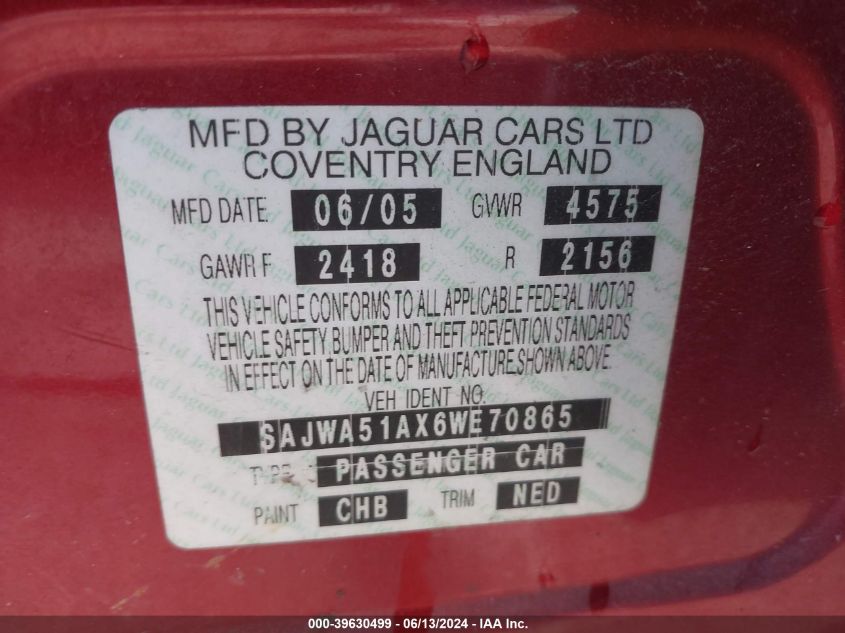 MFD BY JAGUAR CARS LTD
COVENTRY ENGLAND
MFD DATE 06/05 GVWR 4575
GAWR F 2418 R 2156
THIS VEHICLE CONFORMS TO ALL APPLICABLE FEDERAL MOTOR
VEHICLE SAFETY BUMPER AND THEFT PREVENTION STANDARDS
IN EFFECT ON THE DATE OF MANUFACTURE SHOWN ABOVE
VEH IDENT NO.
SAJWA51AX6WE70865
TYPE PASSENGER CAR
PAINT CHB TRIM NED
000-39630499 - 06/13/2024 - IAA Inc.